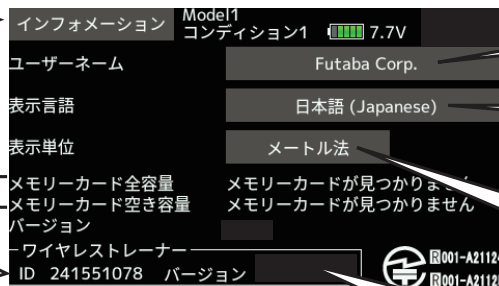 インフォメーション Model1
コンディション1 7.7V
ユーザーネーム Futaba Corp.
表示言語 日本語 (Japanese)
表示単位 メートル法
メモリーカード全容量 メモリーカードが見つかりません
メモリーカード空き容量 メモリーカードが見つかりません
バージョン
ワイヤレストレーナー
ID 241551078 バージョン
R001-A21124
R001-A2112